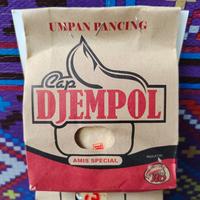 UMPAN PANCING
Cap
DJEMPOL
AMIS SPECIAL